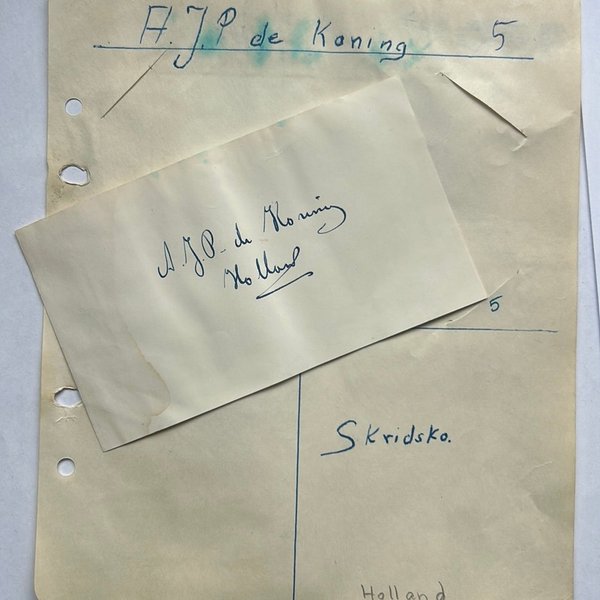 A.J.P de Koning 5
A.J.P. de Koning
Holland
5
Skridsko.
Holland